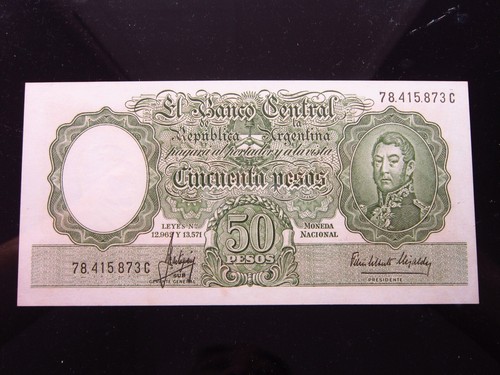 78.415.873 C
El Banco Central
de la
República Argentina
pagará al portador y a la vista
Cincuenta pesos
LEYES Nos
12.962 Y 13.571
50
PESOS
MONEDA
NACIONAL
78.415.873 C
SUB
GERENTE GENERAL
PRESIDENTE